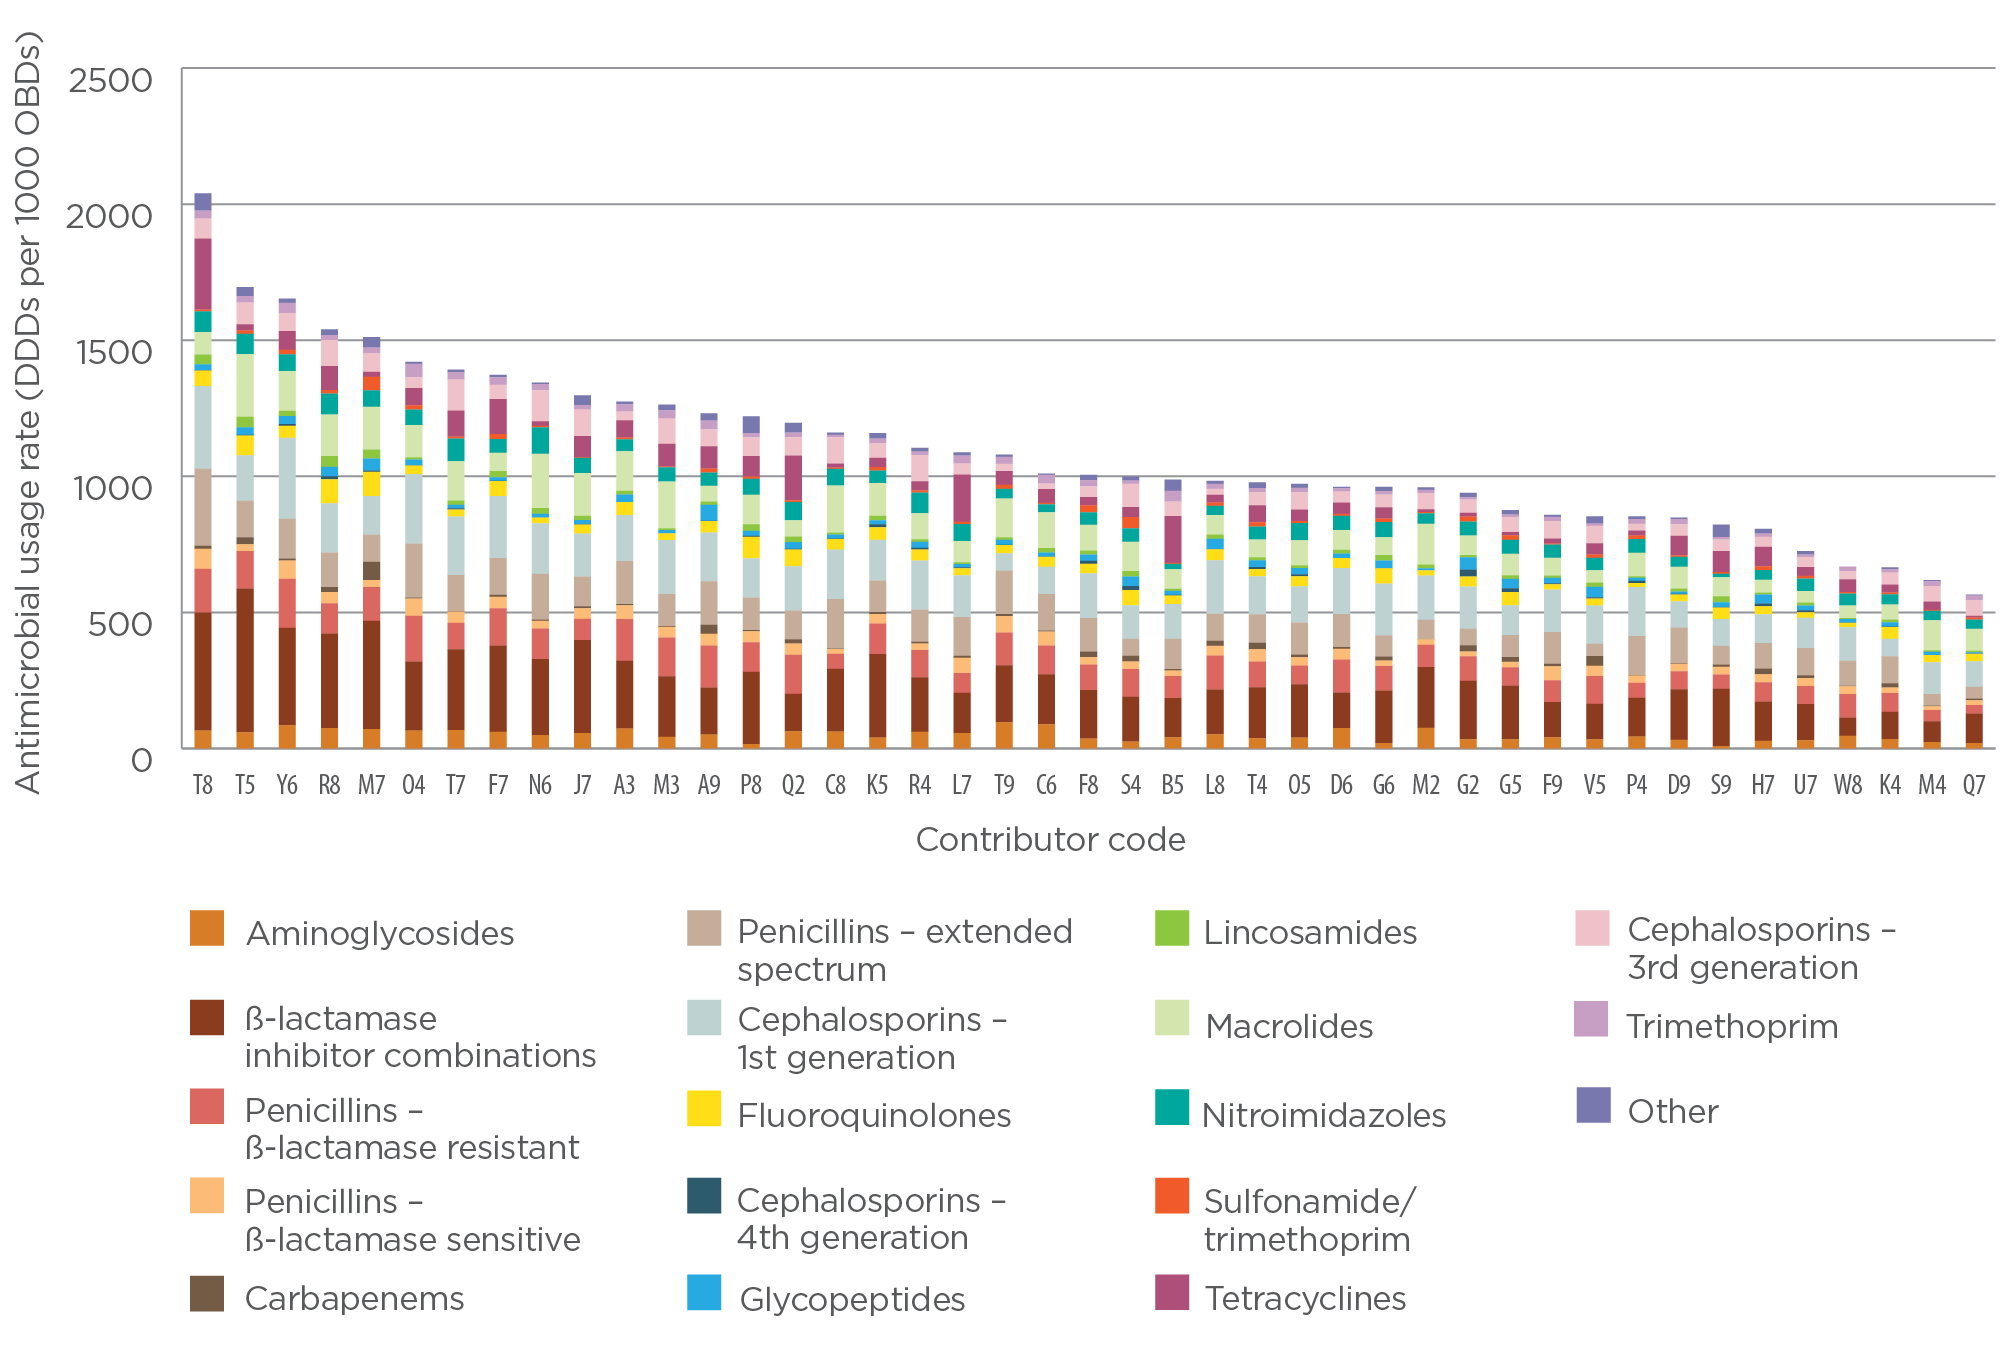 Antimicrobial usage rate (DDDs per 1000 OBDs)
2500
2000
1500
1000
500
0
T8 T5 Y6 R8 M7 O4 T7 F7 N6 J7 A3 M3 A9 P8 Q2 C8 K5 R4 L7 T9 C6 F8 S4 B5 L8 T4 O5 D6 G6 M2 G2 G5 F9 V5 P4 D9 S9 H7 U7 W8 K4 M4 Q7
Contributor code
Aminoglycosides
ß-lactamase
inhibitor combinations
Penicillins –
ß-lactamase resistant
Penicillins –
ß-lactamase sensitive
Carbapenems
Penicillins – extended
spectrum
Cephalosporins –
1st generation
Fluoroquinolones
Cephalosporins –
4th generation
Glycopeptides
Lincosamides
Macrolides
Nitroimidazoles
Sulfonamide/
trimethoprim
Tetracyclines
Cephalosporins –
3rd generation
Trimethoprim
Other